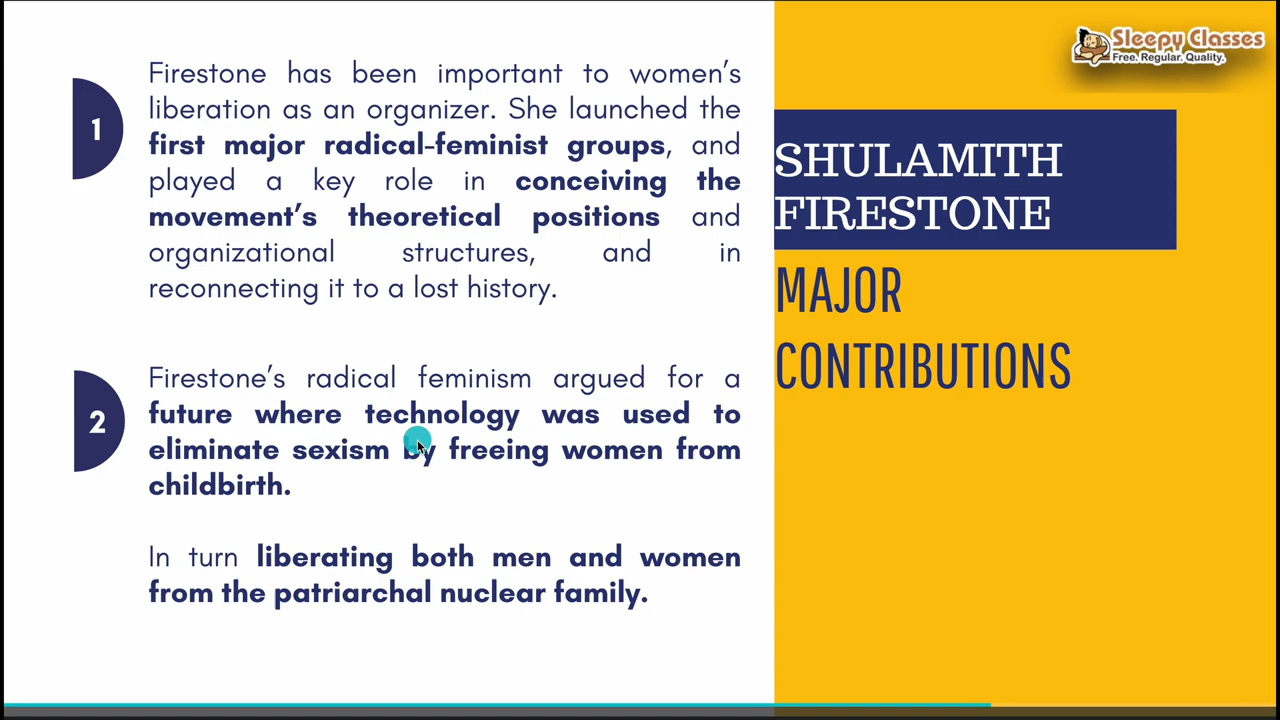 Firestone has been important to women's
liberation as an organizer. She launched the
first major radical-feminist groups, and
played a key role in conceiving the
movement's theoretical positions and
organizational structures, and in
reconnecting it to a lost history.
1
Firestone's radical feminism argued for a
future where technology was used to
eliminate sexism by freeing women from
childbirth.
2
In turn liberating both men and women
from the patriarchal nuclear family.
Sleepy Classes
Free. Regular. Quality.
SHULAMITH
FIRESTONE
MAJOR
CONTRIBUTIONS